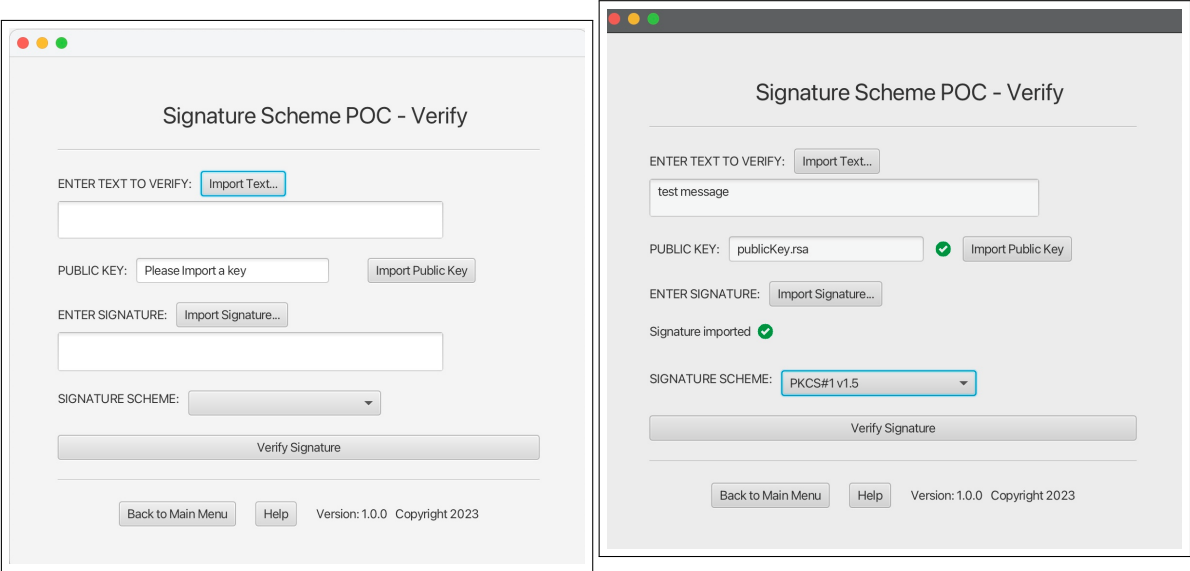 Signature Scheme POC - Verify
ENTER TEXT TO VERIFY: Import Text...
PUBLIC KEY: Please Import a key Import Public Key
ENTER SIGNATURE: Import Signature...
SIGNATURE SCHEME:
Verify Signature
Back to Main Menu Help Version: 1.0.0 Copyright 2023
Signature Scheme POC - Verify
ENTER TEXT TO VERIFY: Import Text...
test message
PUBLIC KEY: publicKey.rsa Import Public Key
ENTER SIGNATURE: Import Signature...
Signature imported
SIGNATURE SCHEME: PKCS#1 v1.5
Verify Signature
Back to Main Menu Help Version: 1.0.0 Copyright 2023